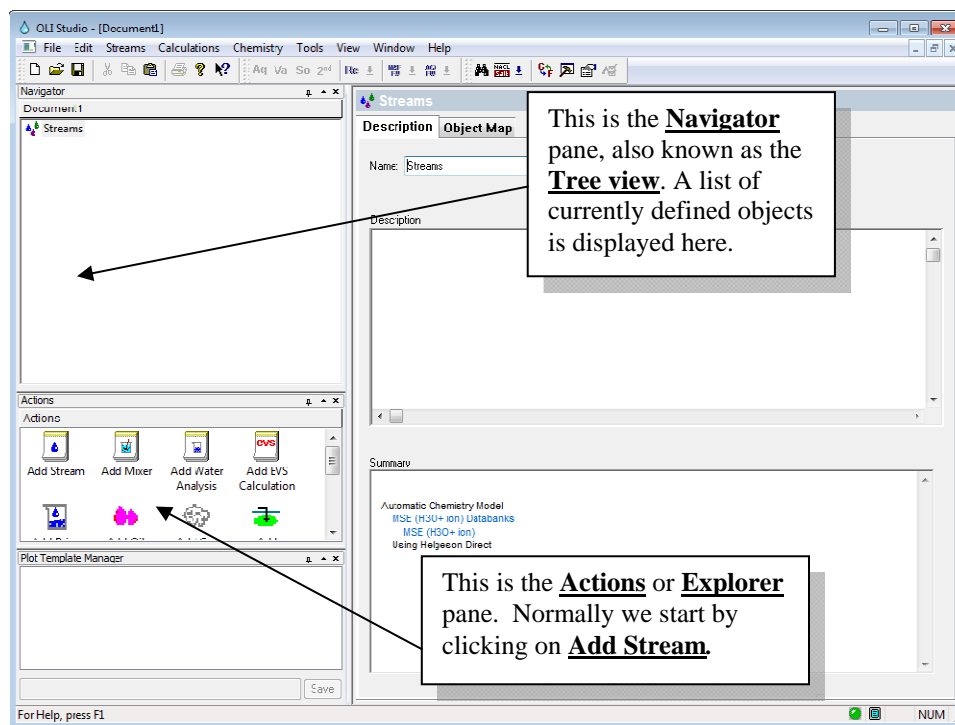 OLI Studio - [Document1]
File Edit Streams Calculations Chemistry Tools View Window Help
Aq Va So 2nd
Navigator
Document1
Streams
Streams
Description Object Map
Name: Streams
Description
This is the Navigator
pane, also known as the
Tree view. A list of
currently defined objects
is displayed here.
Actions
Actions
Add Stream Add Mixer Add Water Analysis Add EVS Calculation
Plot Template Manager
Save
Summary
Automatic Chemistry Model
MSE (H3O+ ion) Databanks
MSE (H3O+ ion)
Using Helgeson Direct
This is the Actions or Explorer
pane. Normally we start by
clicking on Add Stream.
For Help, press F1
NUM